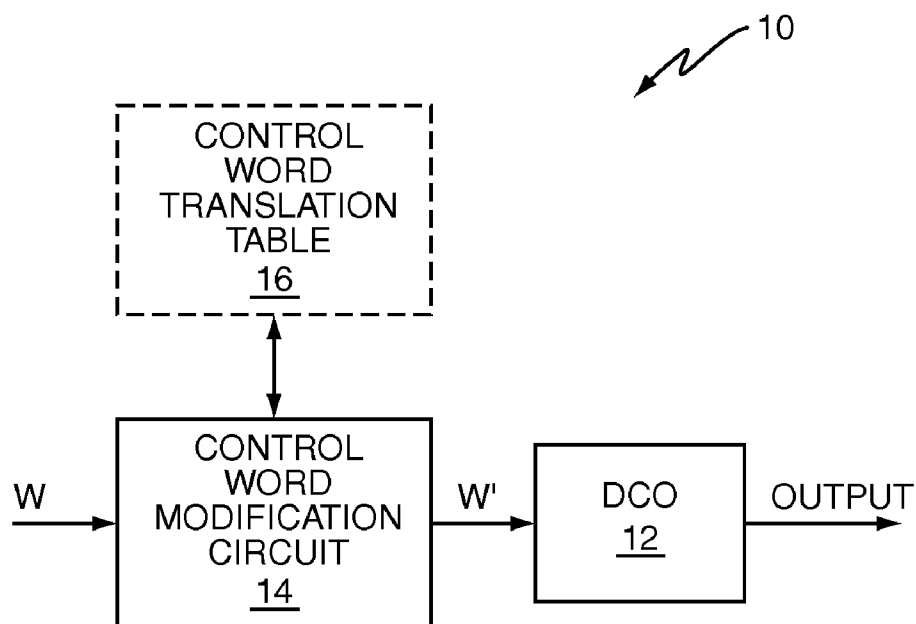 10
CONTROL
WORD
TRANSLATION
TABLE
16
W
CONTROL
WORD
MODIFICATION
CIRCUIT
14
W'
DCO
12
OUTPUT